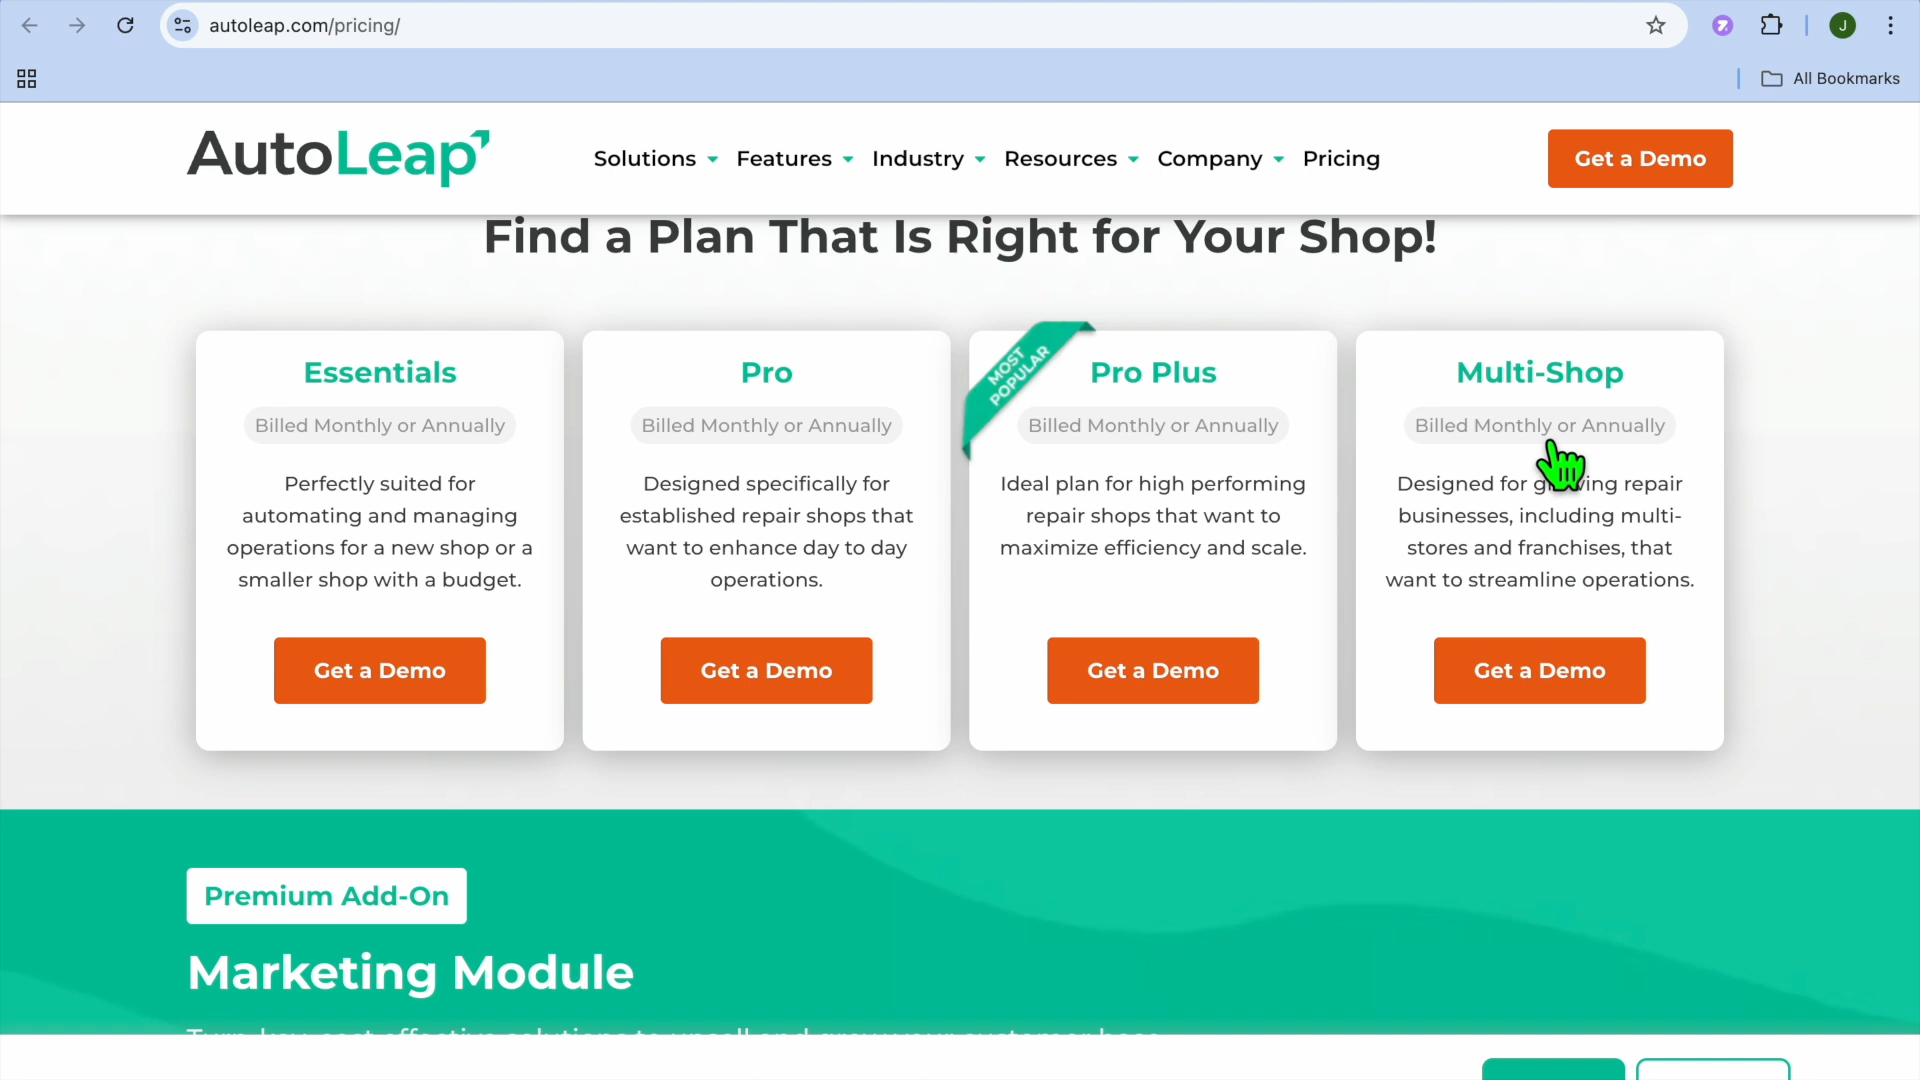 autoleap.com/pricing/
J
All Bookmarks
AutoLeap
Solutions
Features
Industry
Resources
Company
Pricing
Get a Demo
Find a Plan That Is Right for Your Shop!
Essentials
Billed Monthly or Annually
Perfectly suited for
automating and managing
operations for a new shop or a
smaller shop with a budget.
Get a Demo
Pro
Billed Monthly or Annually
Designed specifically for
established repair shops that
want to enhance day to day
operations.
Get a Demo
MOST
POPULAR
Pro Plus
Billed Monthly or Annually
Ideal plan for high performing
repair shops that want to
maximize efficiency and scale.
Get a Demo
Multi-Shop
Billed Monthly or Annually
Designed for growing repair
businesses, including multi-
stores and franchises, that
want to streamline operations.
Get a Demo
Premium Add-On
Marketing Module